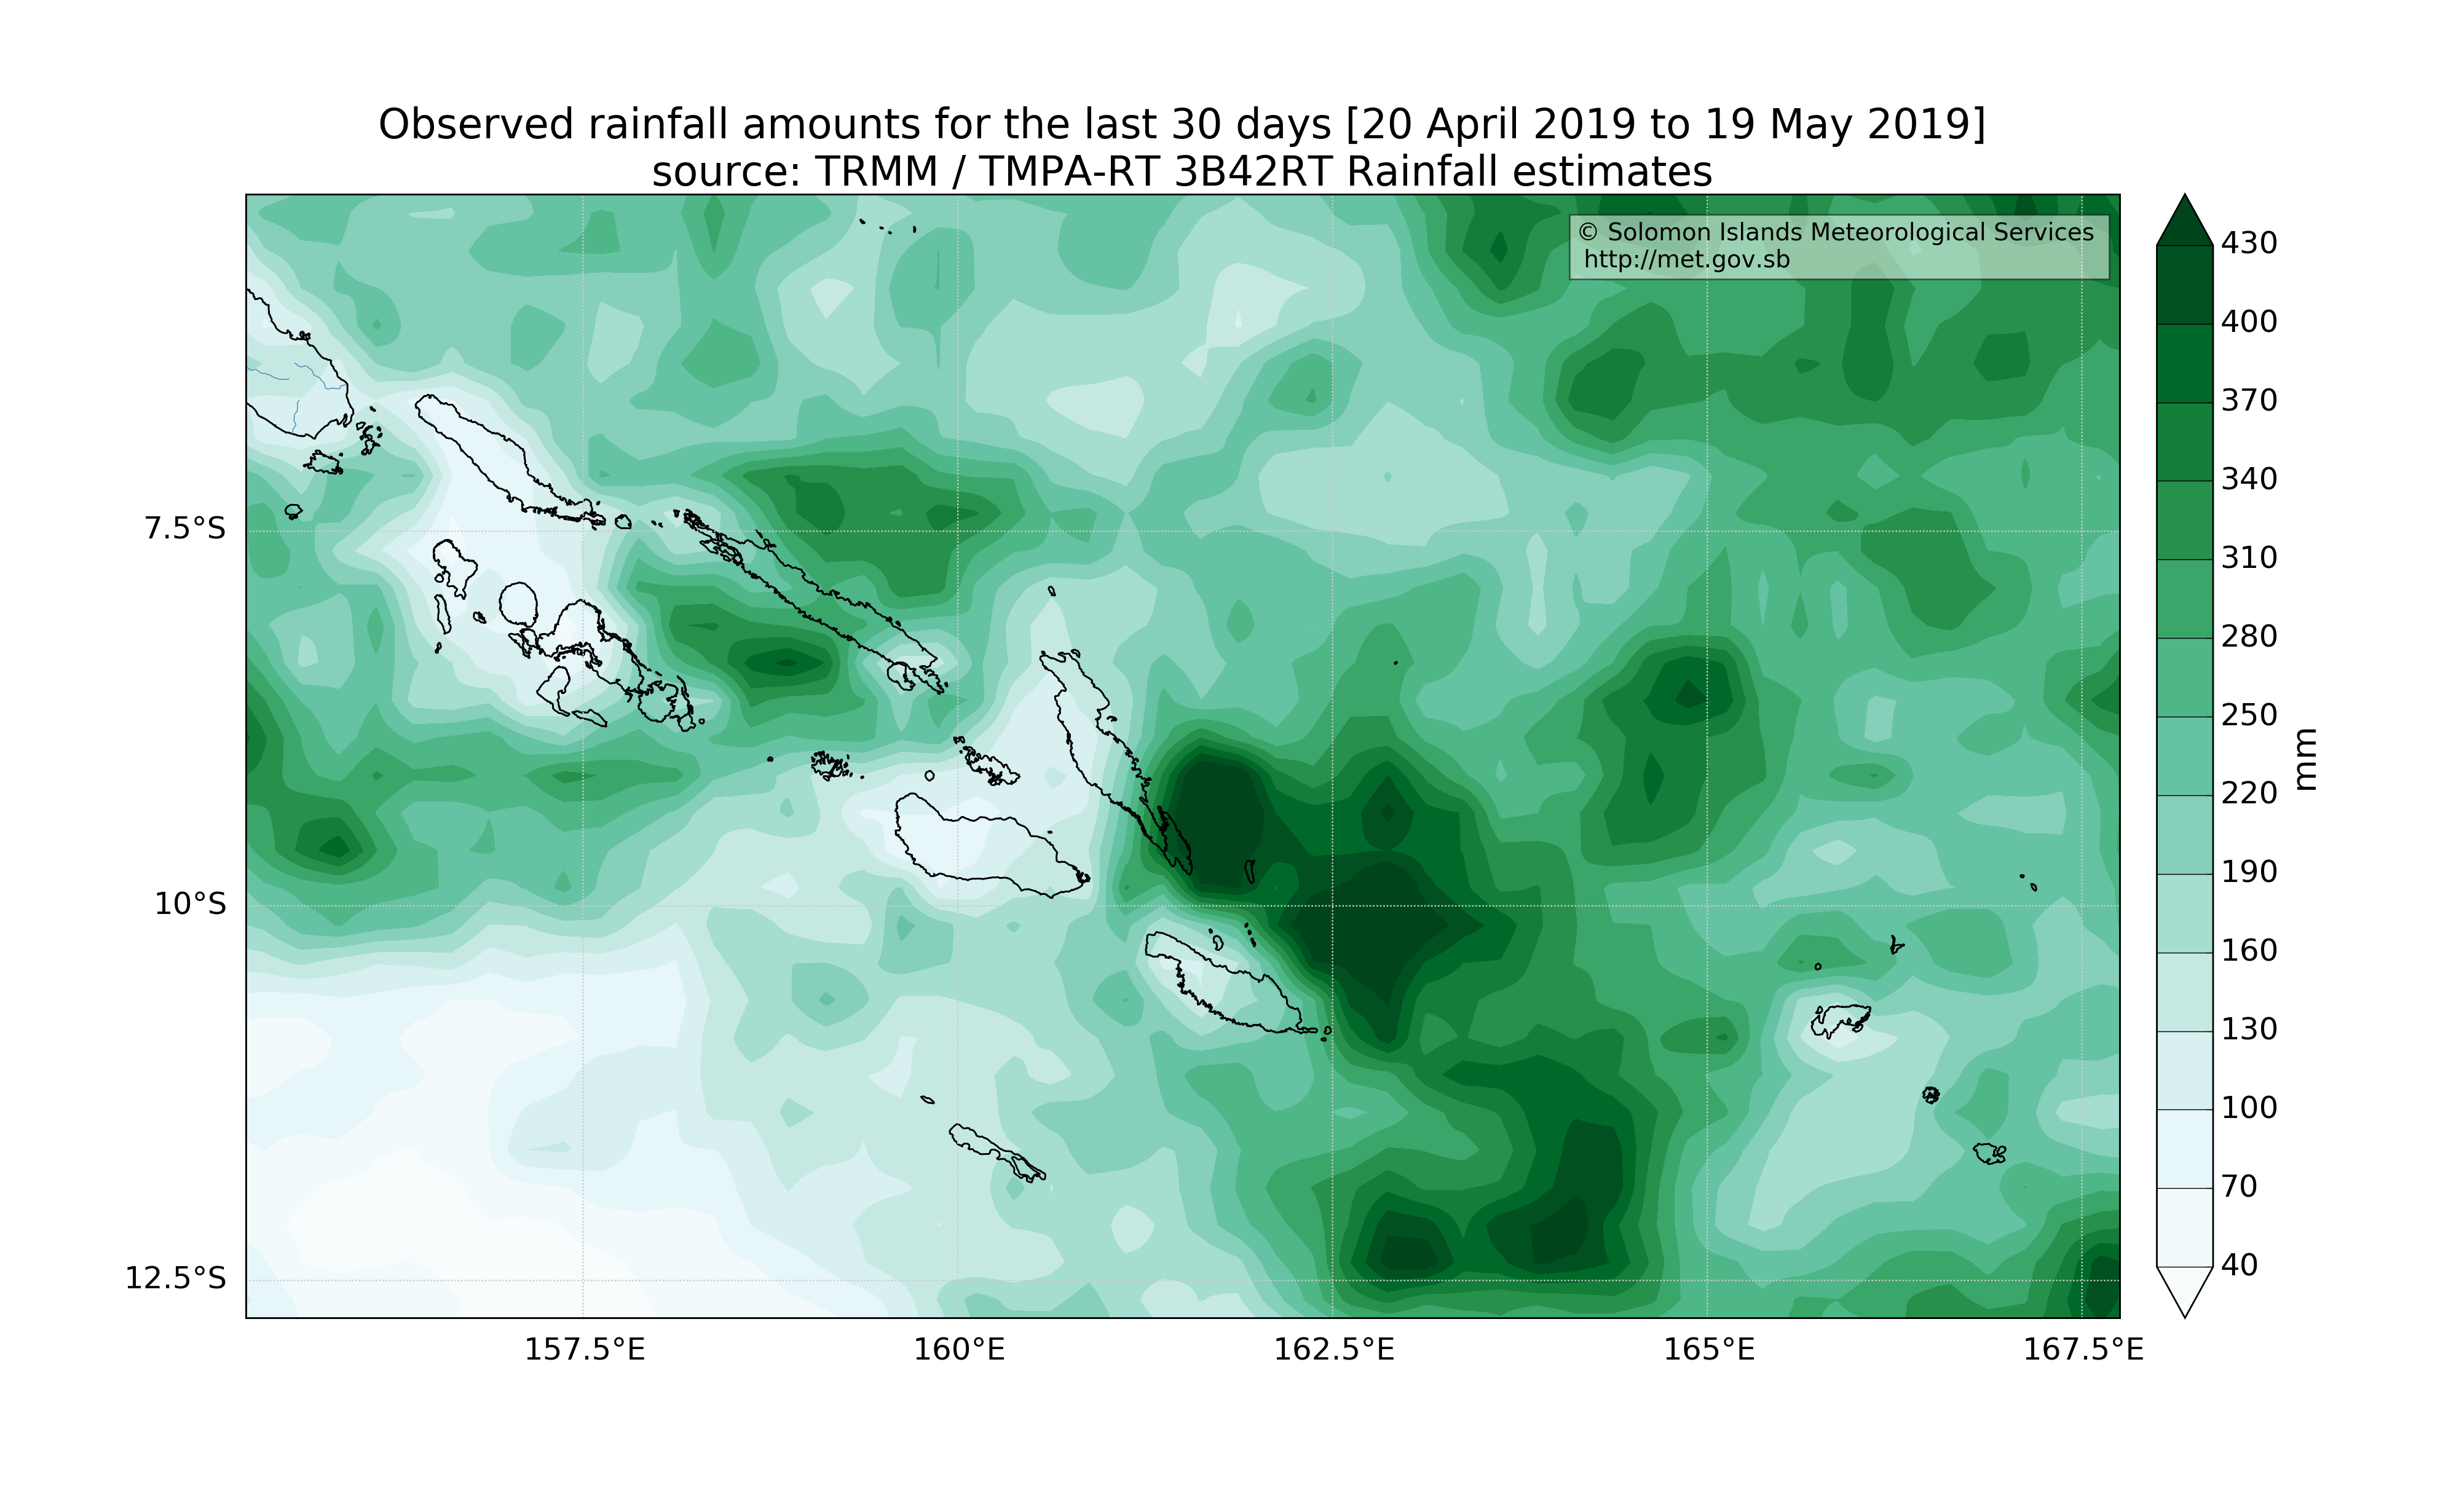 Observed rainfall amounts for the last 30 days [20 April 2019 to 19 May 2019]
source: TRMM / TMPA-RT 3B42RT Rainfall estimates
© Solomon Islands Meteorological Services
http://met.gov.sb
7.5°S
10°S
12.5°S
157.5°E
160°E
162.5°E
165°E
167.5°E
430
400
370
340
310
280
250
220
190
160
130
100
70
40
mm